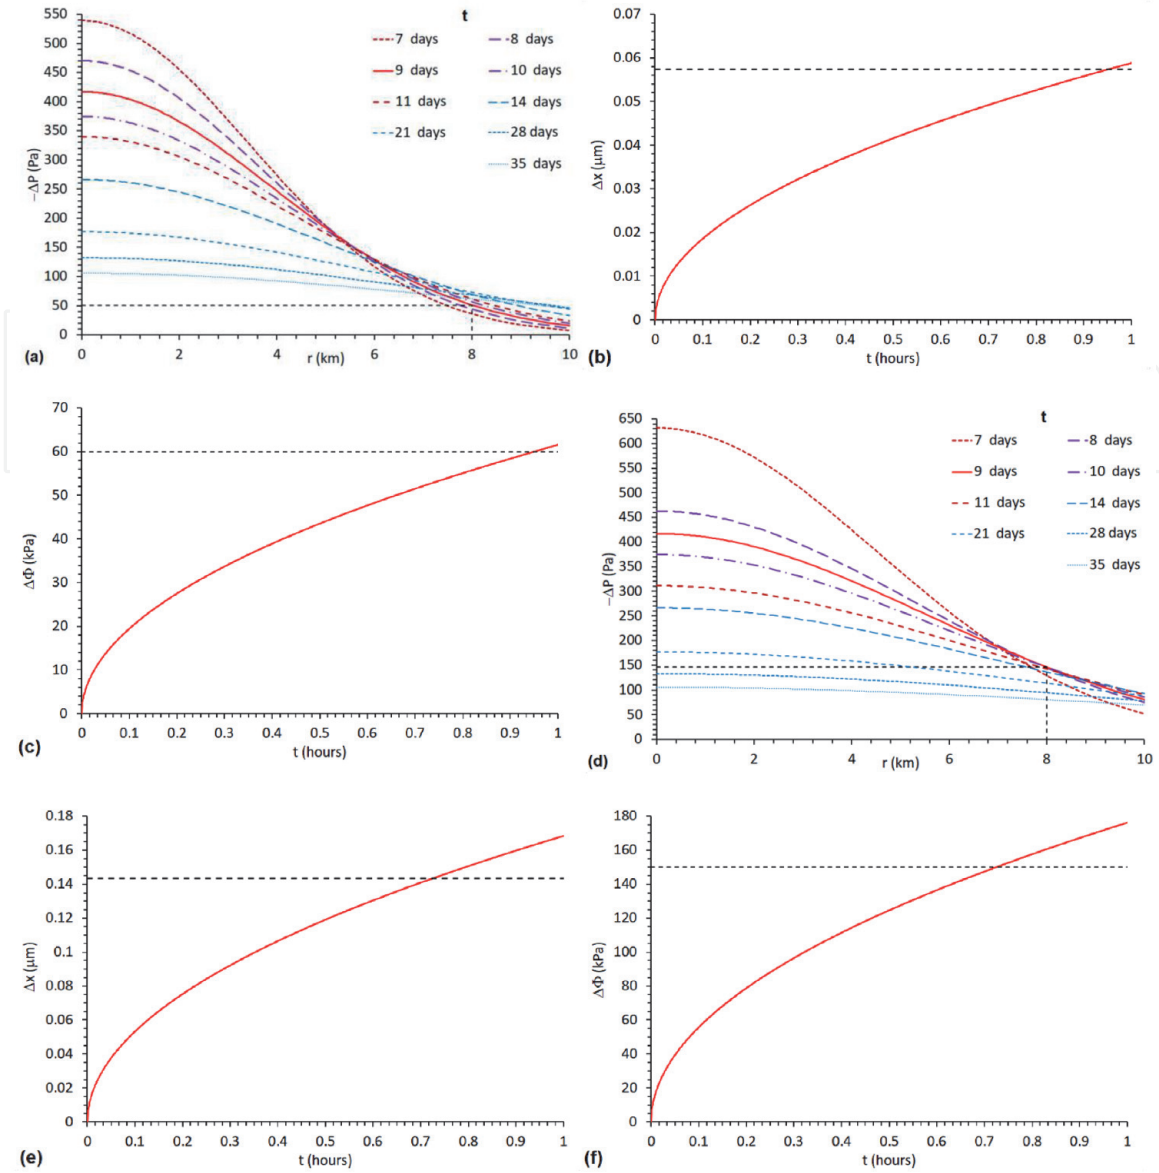 t
7 days
8 days
9 days
10 days
11 days
14 days
21 days
28 days
35 days
−ΔP (Pa)
550
500
450
400
350
300
250
200
150
100
50
0
0 2 4 6 8 10
r (km)
(a)
Δx (μm)
0.07
0.06
0.05
0.04
0.03
0.02
0.01
0
0 0.1 0.2 0.3 0.4 0.5 0.6 0.7 0.8 0.9 1
t (hours)
(b)
ΔΦ (kPa)
70
60
50
40
30
20
10
0
0 0.1 0.2 0.3 0.4 0.5 0.6 0.7 0.8 0.9 1
t (hours)
(c)
t
7 days
8 days
9 days
10 days
11 days
14 days
21 days
28 days
35 days
−ΔP (Pa)
650
600
550
500
450
400
350
300
250
200
150
100
50
0
0 2 4 6 8 10
r (km)
(d)
Δx (μm)
0.18
0.16
0.14
0.12
0.1
0.08
0.06
0.04
0.02
0
0 0.1 0.2 0.3 0.4 0.5 0.6 0.7 0.8 0.9 1
t (hours)
(e)
ΔΦ (kPa)
180
160
140
120
100
80
60
40
20
0
0 0.1 0.2 0.3 0.4 0.5 0.6 0.7 0.8 0.9 1
t (hours)
(f)